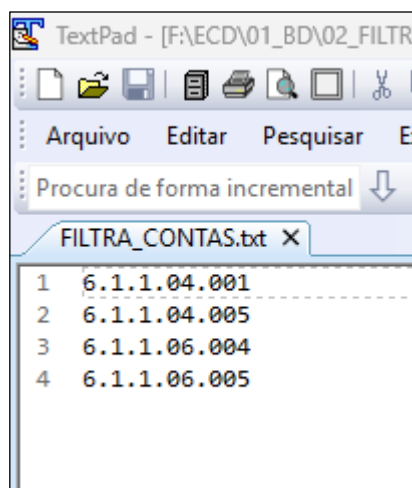 TextPad - [F:\ECD\01_BD\02_FILTR
Arquivo Editar Pesquisar
Procura de forma incremental
FILTRA_CONTAS.txt
1 6.1.1.04.001
2 6.1.1.04.005
3 6.1.1.06.004
4 6.1.1.06.005